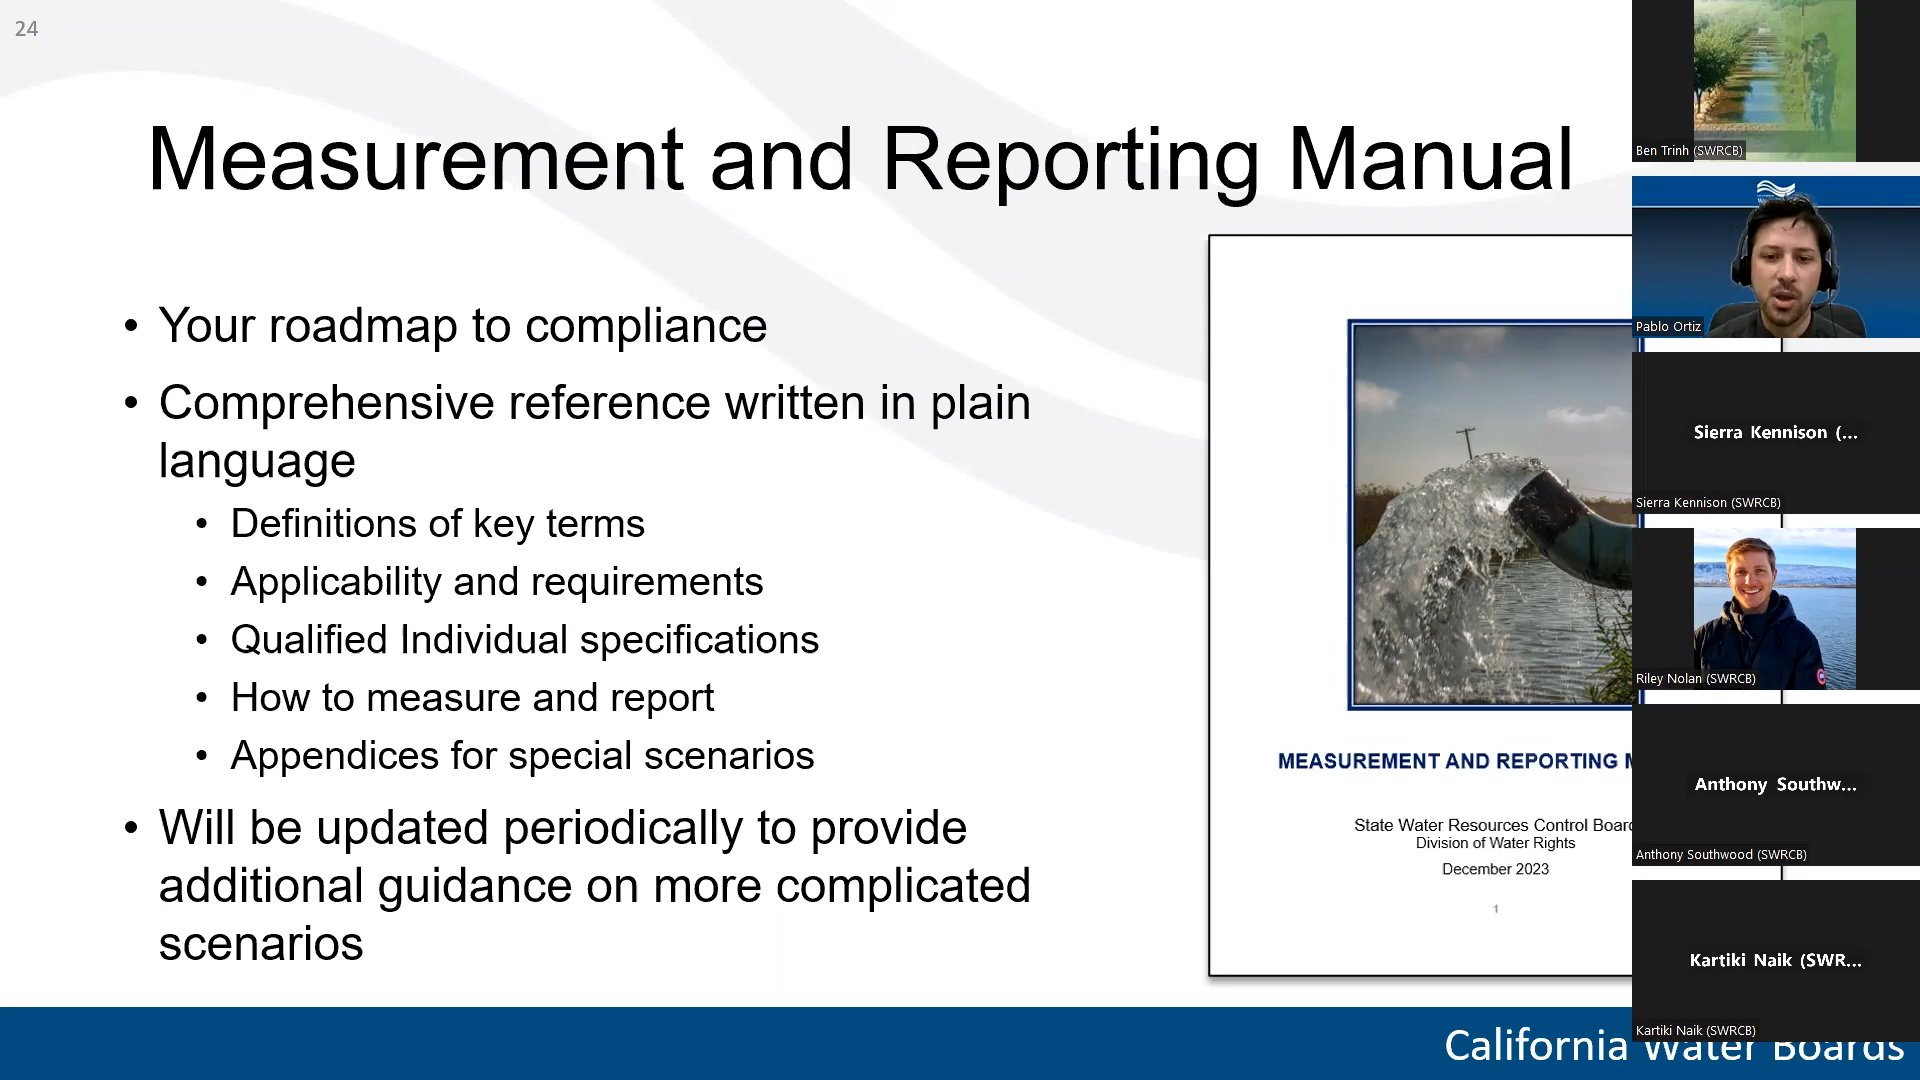 24
Measurement and Reporting Manual
• Your roadmap to compliance
• Comprehensive reference written in plain
language
• Definitions of key terms
• Applicability and requirements
• Qualified Individual specifications
• How to measure and report
• Appendices for special scenarios
• Will be updated periodically to provide
additional guidance on more complicated
scenarios
MEASUREMENT AND REPORTING
State Water Resources Control Board
Division of Water Rights
December 2023
1
California Water Boards
Ben Trinh (SWRCB)
Pablo Ortiz
Sierra Kennison (...
Sierra Kennison (SWRCB)
Riley Nolan (SWRCB)
Anthony Southw...
Anthony Southwood (SWRCB)
Kartiki Naik (SWR...
Kartiki Naik (SWRCB)